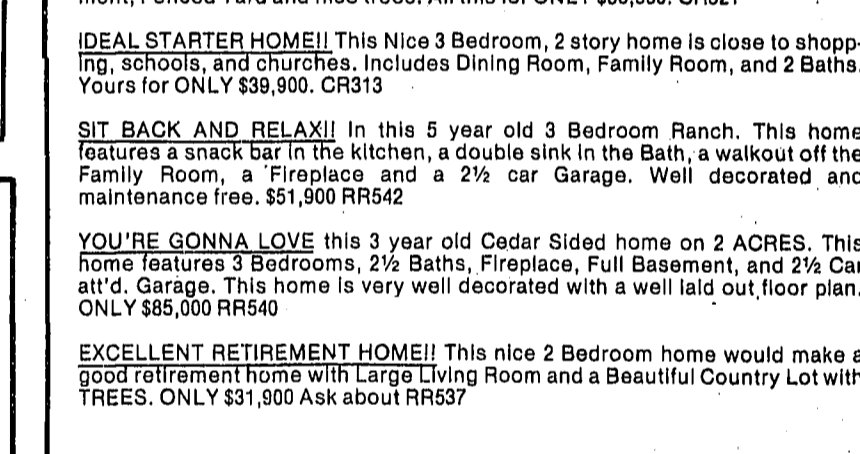 IDEAL STARTER HOME!! This Nice 3 Bedroom, 2 story home is close to shopp-
ing, schools, and churches. Includes Dining Room, Family Room, and 2 Baths.
Yours for ONLY $39,900. CR313
SIT BACK AND RELAX!! In this 5 year old 3 Bedroom Ranch. This home
features a snack bar in the kitchen, a double sink in the Bath, a walkout off the
Family Room, a Fireplace and a 2½ car Garage. Well decorated and
maintenance free. $51,900 RR542
YOU'RE GONNA LOVE this 3 year old Cedar Sided home on 2 ACRES. This
home features 3 Bedrooms, 2½ Baths, Fireplace, Full Basement, and 2½ Car
att'd. Garage. This home is very well decorated with a well laid out floor plan.
ONLY $85,000 RR540
EXCELLENT RETIREMENT HOME!! This nice 2 Bedroom home would make a
good retirement home with Large Living Room and a Beautiful Country Lot with
TREES. ONLY $31,900 Ask about RR537